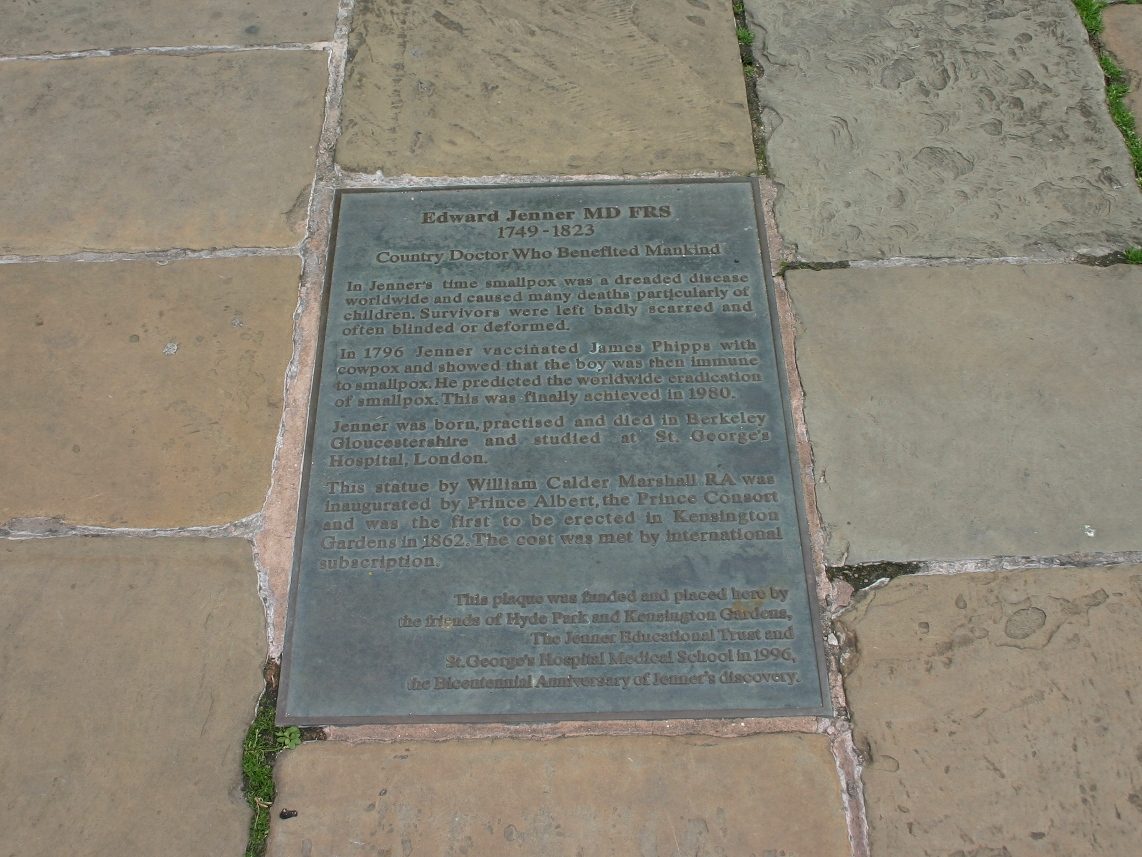 Edward Jenner MD FRS
1749-1823
Country Doctor Who Benefited Mankind
In Jenner's time smallpox was a dreaded disease
worldwide and caused many deaths particularly of
children. Survivors were left badly scarred and
often blinded or deformed.
In 1796 Jenner vaccinated James Phipps with
cowpox and showed that the boy was then immune
to smallpox. He predicted the worldwide eradication
of smallpox. This was finally achieved in 1980.
Jenner was born, practised and died in Berkeley
Gloucestershire and studied at St. George's
Hospital, London.
This statue by William Calder Marshall RA was
inaugurated by Prince Albert, the Prince Consort
and was the first to be erected in Kensington
Gardens in 1862. The cost was met by international
subscription.
This plaque was funded and placed here by
the friends of Hyde Park and Kensington Gardens,
The Jenner Educational Trust and
St. George's Hospital Medical School in 1996,
the Bicentennial Anniversary of Jenner's discovery.